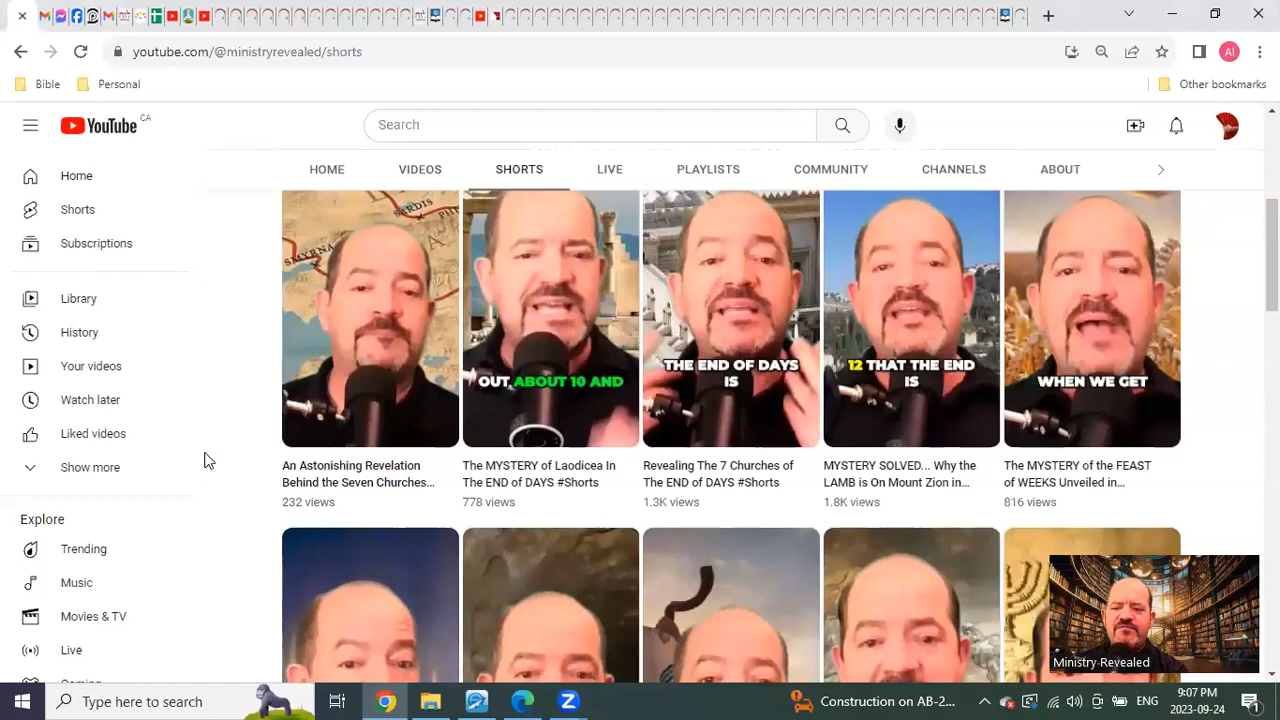 youtube.com/@ministryrevealed/shorts
AI
Bible
Personal
Other bookmarks
YouTube CA
Search
HOME
VIDEOS
SHORTS
LIVE
PLAYLISTS
COMMUNITY
CHANNELS
ABOUT
Home
Shorts
Subscriptions
Library
History
Your videos
Watch later
Liked videos
Show more
Explore
Trending
Music
Movies & TV
Live
SMYRNA
SARDIS
OUT ABOUT 10 AND
THE END OF DAYS
IS
12 THAT THE END
IS
WHEN WE GET
An Astonishing Revelation
Behind the Seven Churches...
232 views
The MYSTERY of Laodicea In
The END of DAYS #Shorts
778 views
Revealing The 7 Churches of
The END of DAYS #Shorts
1.3K views
MYSTERY SOLVED... Why the
LAMB is On Mount Zion in...
1.8K views
The MYSTERY of the FEAST
of WEEKS Unveiled in...
816 views
Ministry Revealed
Type here to search
Construction on AB-2...
ENG
9:07 PM
2023-09-24
1